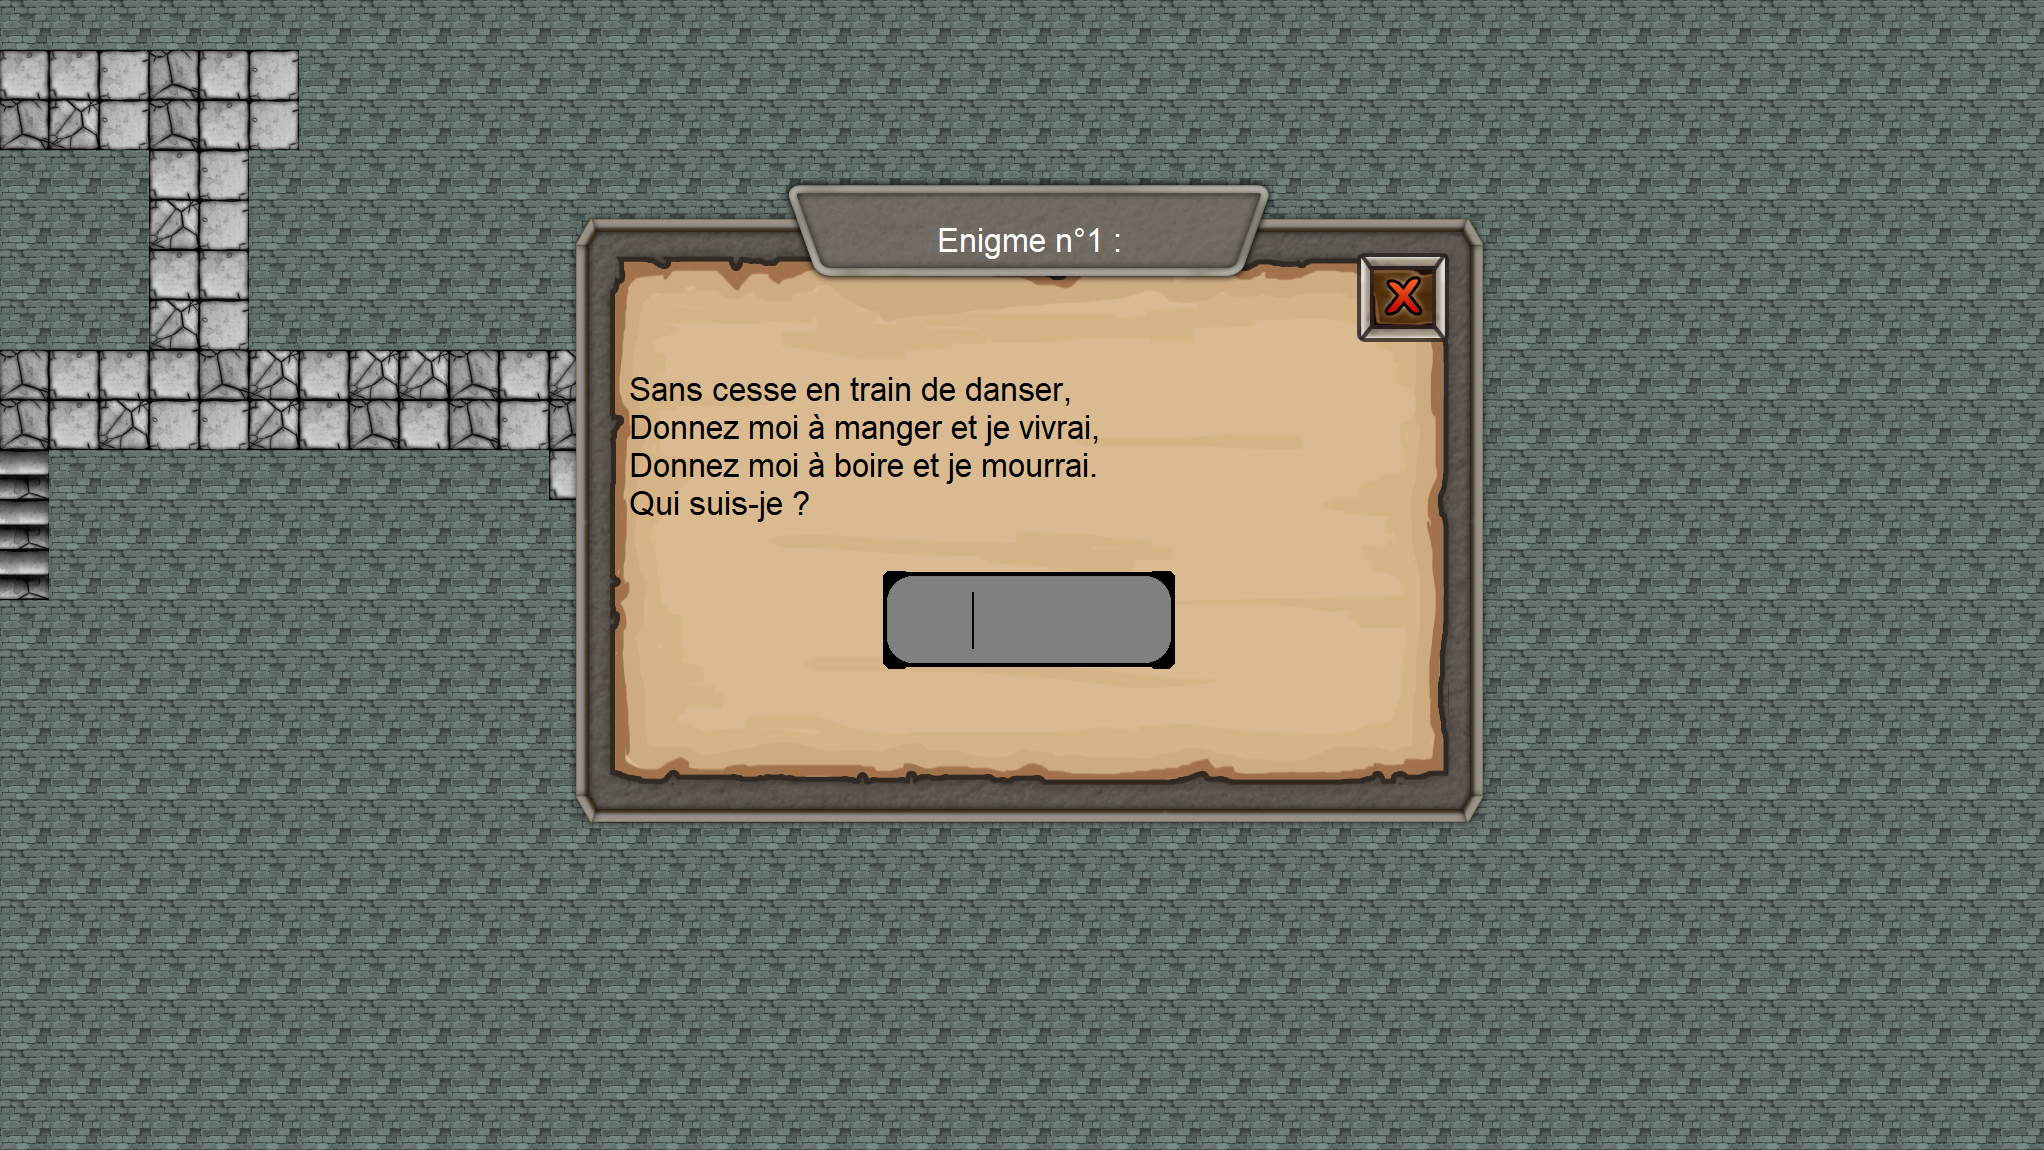 Enigme n°1 :
Sans cesse en train de danser,
Donnez moi à manger et je vivrai,
Donnez moi à boire et je mourrai.
Qui suis-je ?